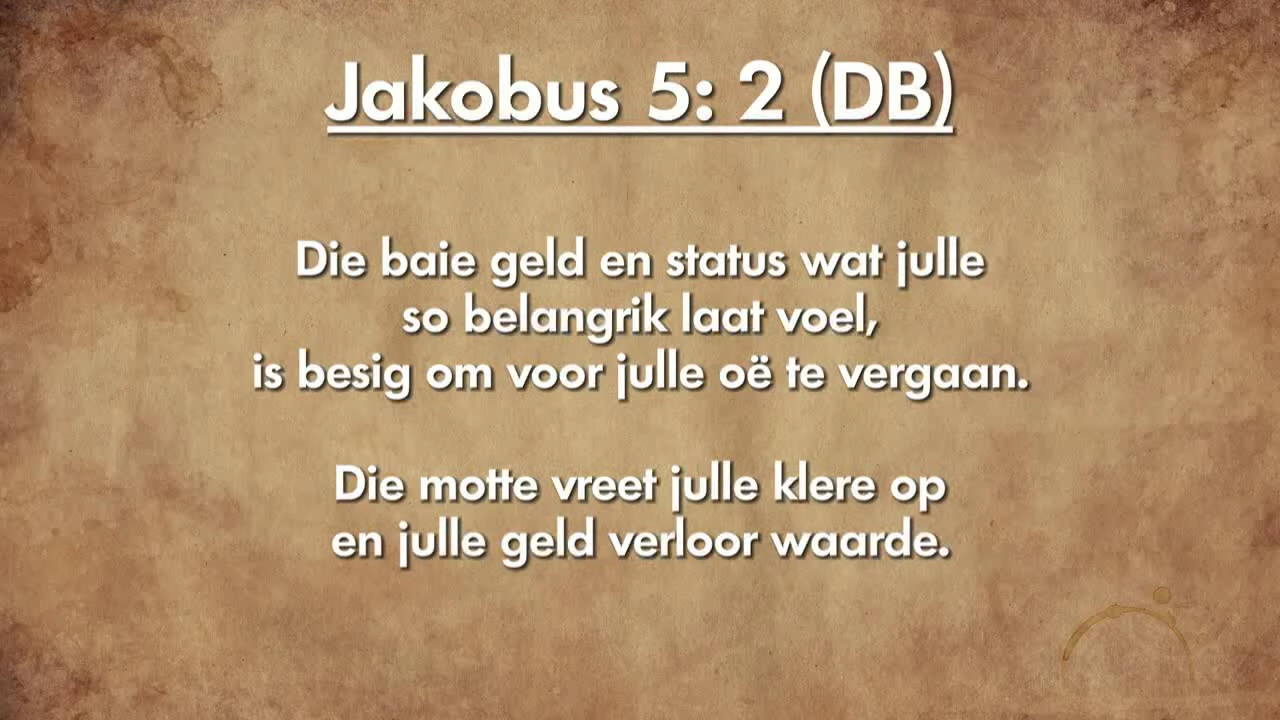 Jakobus 5: 2 (DB)
Die baie geld en status wat julle
so belangrik laat voel,
is besig om voor julle oë te vergaan.
Die motte vreet julle klere op
en julle geld verloor waarde.